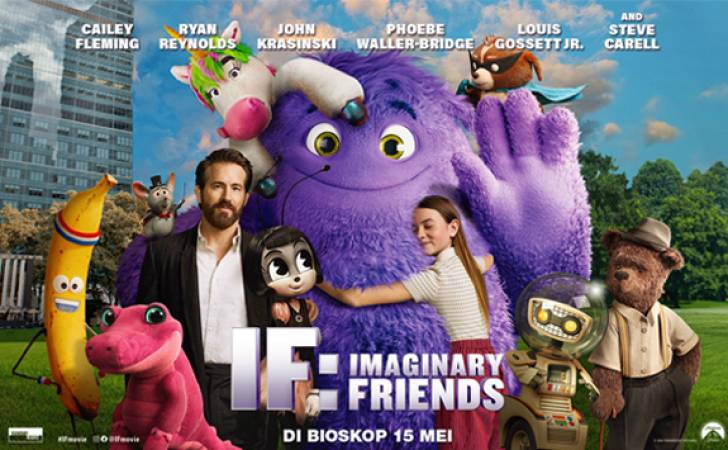 CAILEY FLEMING
RYAN REYNOLDS
JOHN KRASINSKI
PHOEBE WALLER-BRIDGE
LOUIS GOSSETT JR.
AND STEVE CARELL
IF: IMAGINARY FRIENDS
DI BIOSKOP 15 MEI
#IFmovie
@IFmovie